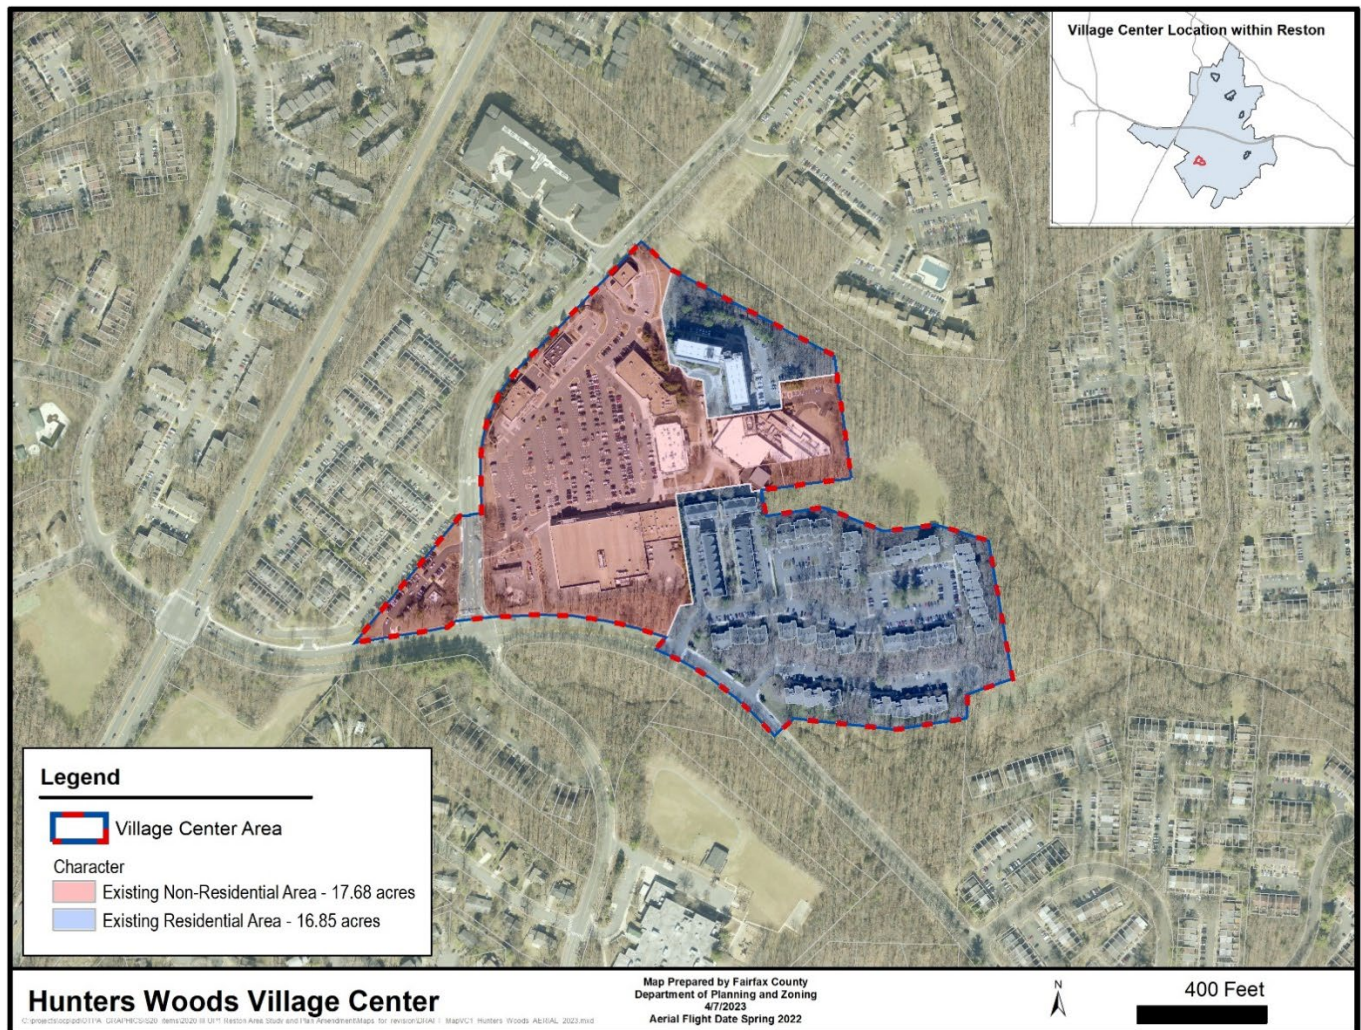 Village Center Location within Reston
Legend
Village Center Area
Character
Existing Non-Residential Area - 17.68 acres
Existing Residential Area - 16.85 acres
Hunters Woods Village Center
Map Prepared by Fairfax County
Department of Planning and Zoning
4/7/2023
Aerial Flight Date Spring 2022
N
400 Feet